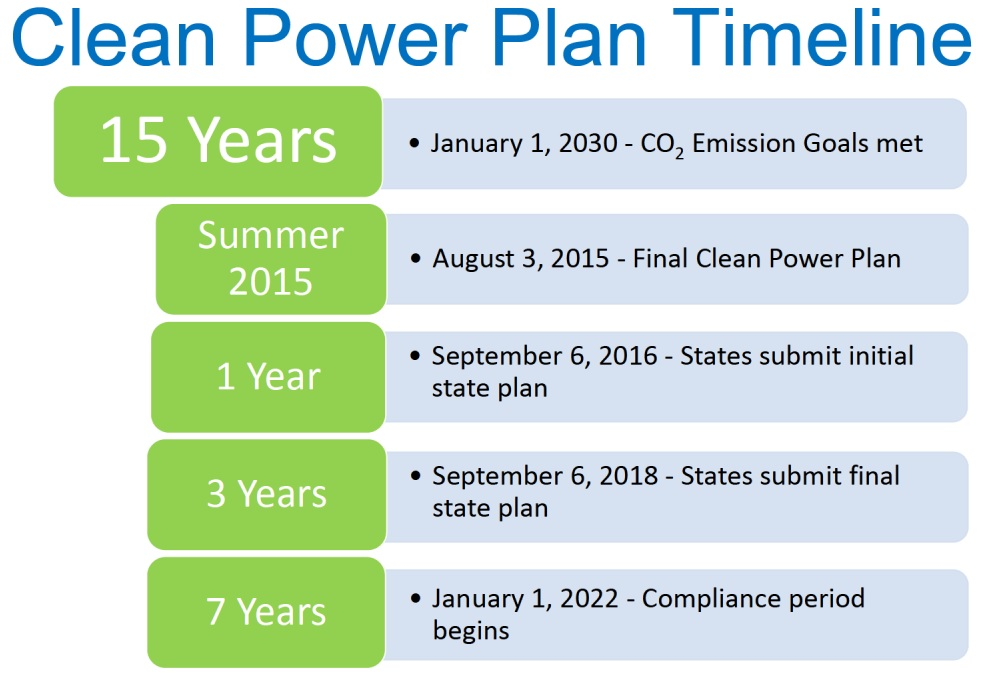 Clean Power Plan Timeline
15 Years
• January 1, 2030 - CO₂ Emission Goals met
Summer
2015
• August 3, 2015 - Final Clean Power Plan
1 Year
• September 6, 2016 - States submit initial
state plan
3 Years
• September 6, 2018 - States submit final
state plan
7 Years
• January 1, 2022 - Compliance period
begins